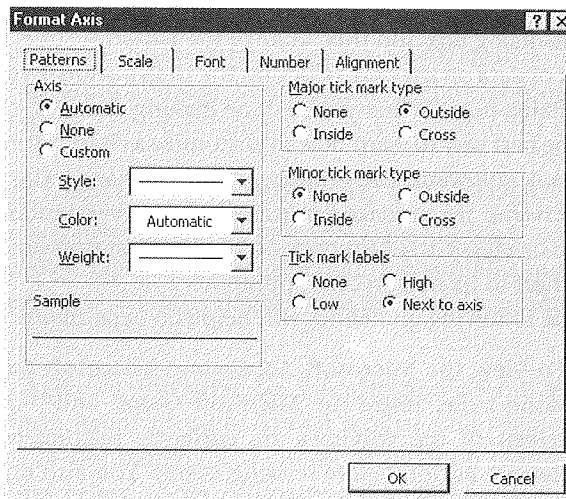 Format Axis
Patterns Scale Font Number Alignment
Axis
Automatic
None
Custom
Style:
Color: Automatic
Weight:
Sample
Major tick mark type
None Outside
Inside Cross
Minor tick mark type
None Outside
Inside Cross
Tick mark labels
None High
Low Next to axis
OK Cancel